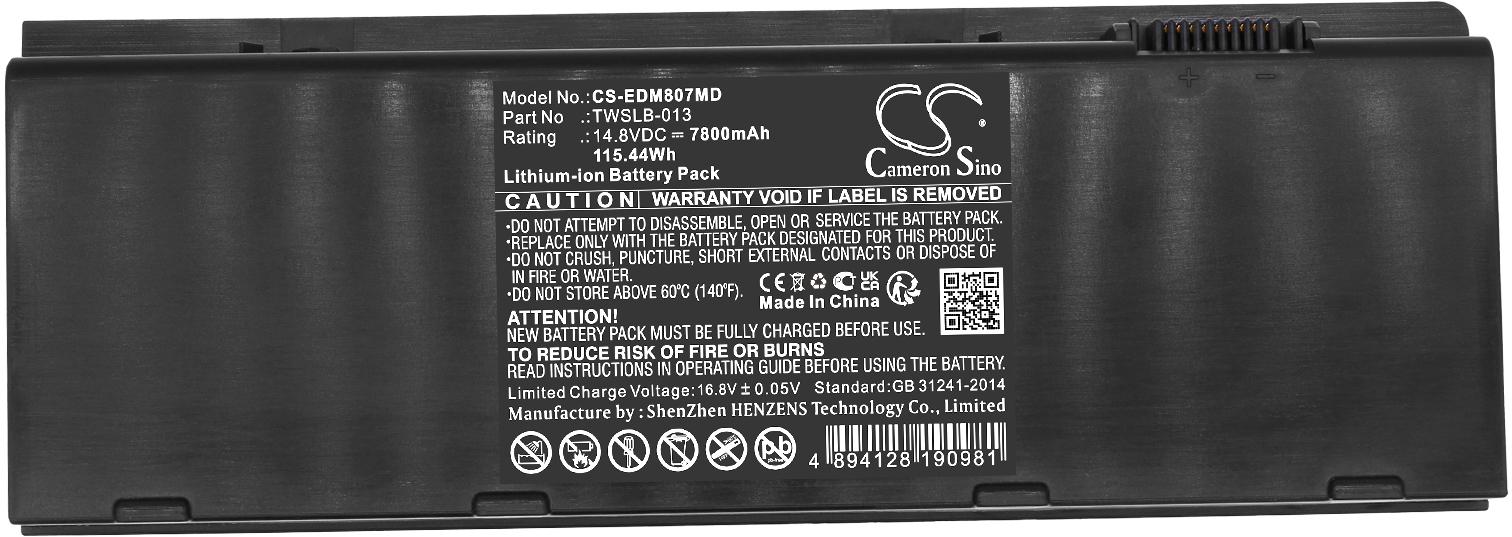 + -
Model No.:CS-EDM807MD
Part No .:TWSLB-013
Rating .:14.8VDC ⎓ 7800mAh
115.44Wh
Lithium-ion Battery Pack
CS
Cameron Sino
CAUTION| WARRANTY VOID IF LABEL IS REMOVED
•DO NOT ATTEMPT TO DISASSEMBLE, OPEN OR SERVICE THE BATTERY PACK.
•REPLACE ONLY WITH THE BATTERY PACK DESIGNATED FOR THIS PRODUCT.
•DO NOT CRUSH, PUNCTURE, SHORT EXTERNAL CONTACTS OR DISPOSE OF
IN FIRE OR WATER.
•DO NOT STORE ABOVE 60°C (140°F).
CE UK CA
Made In China
ATTENTION!
NEW BATTERY PACK MUST BE FULLY CHARGED BEFORE USE.
TO REDUCE RISK OF FIRE OR BURNS
READ INSTRUCTIONS IN OPERATING GUIDE BEFORE USING THE BATTERY.
Limited Charge Voltage:16.8V ± 0.05V Standard:GB 31241-2014
Manufacture by : ShenZhen HENZENS Technology Co., Limited
pb
pb-free
4 894128 190981